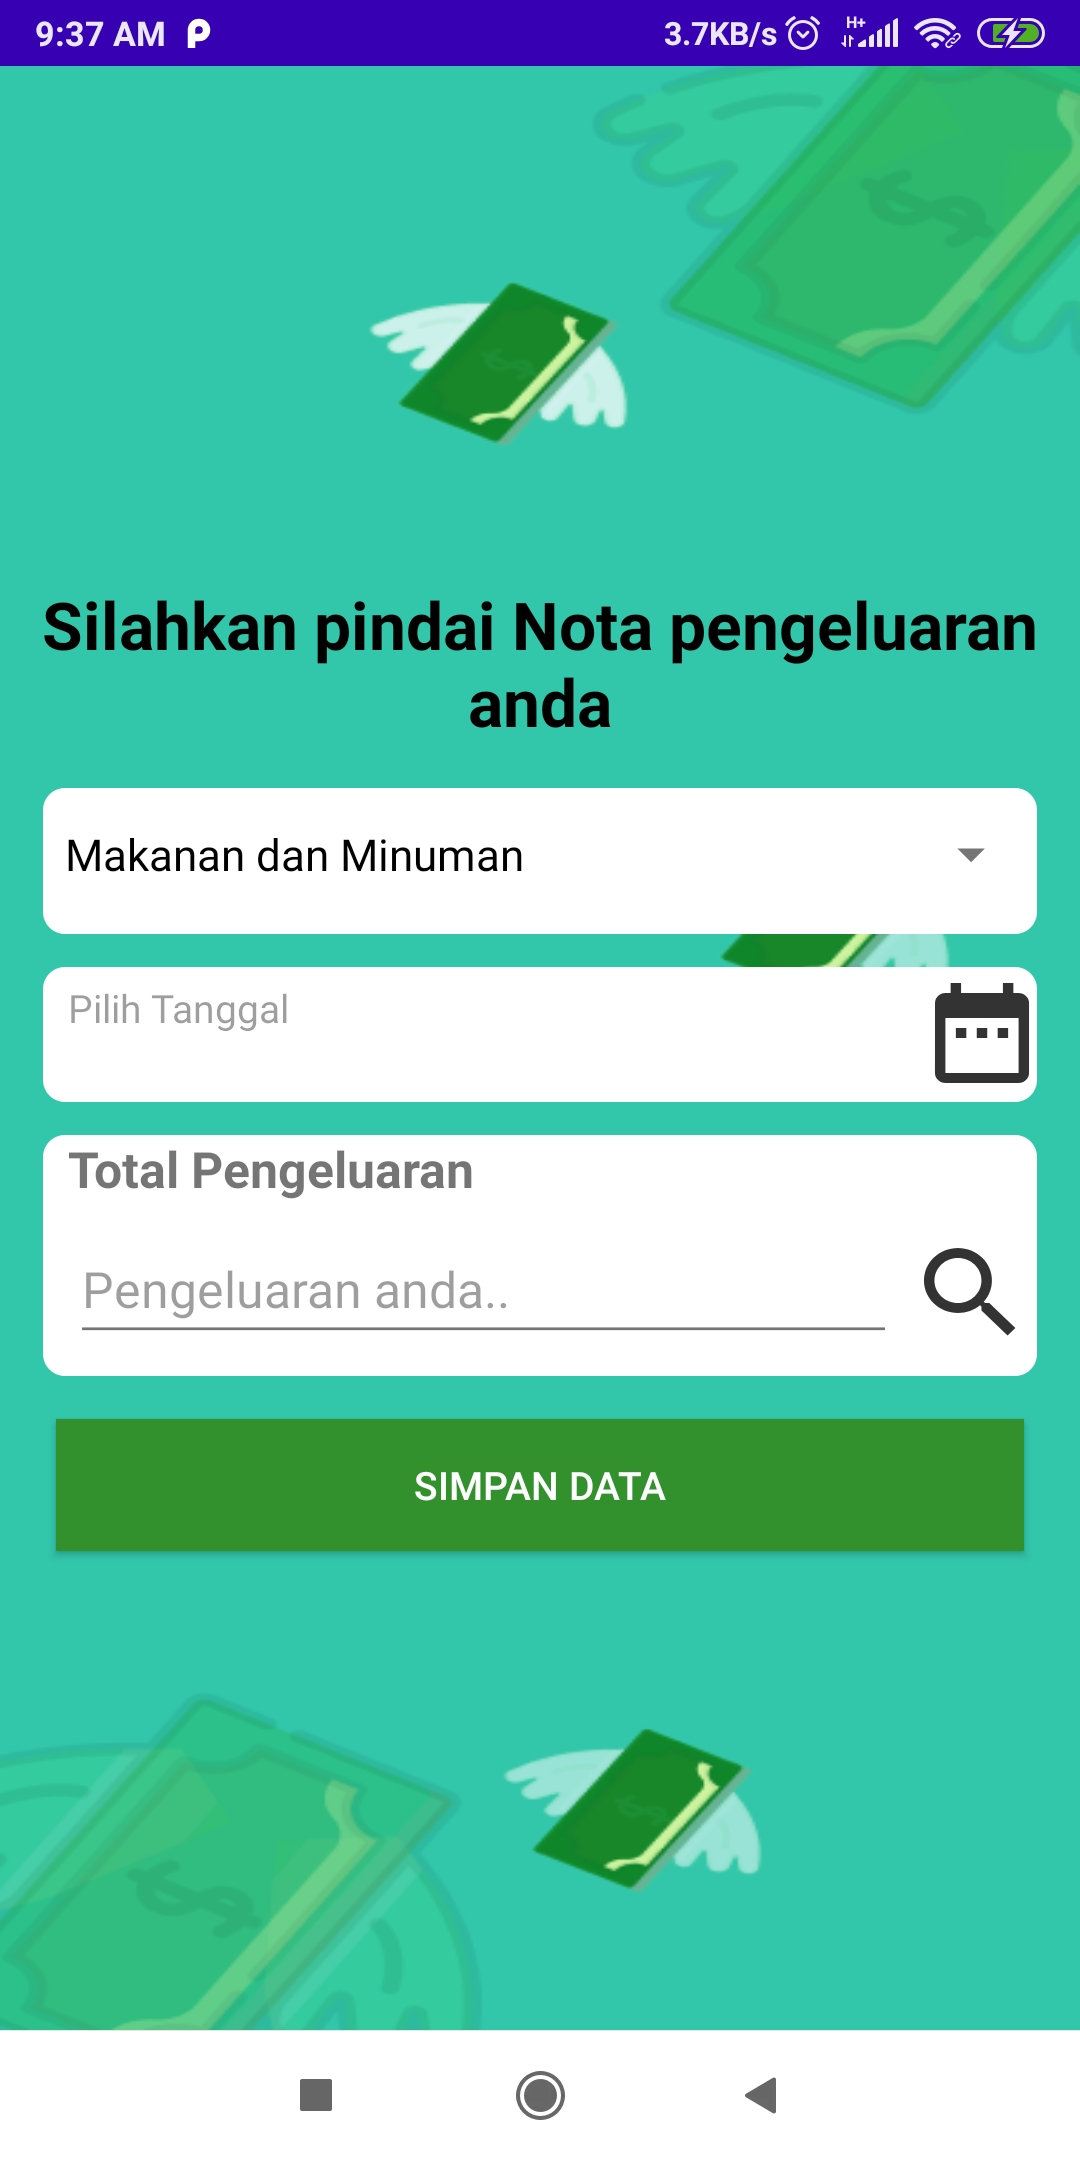 9:37 AM
3.7KB/s H+
Silahkan pindai Nota pengeluaran
anda
Makanan dan Minuman
Pilih Tanggal
Total Pengeluaran
Pengeluaran anda..
SIMPAN DATA